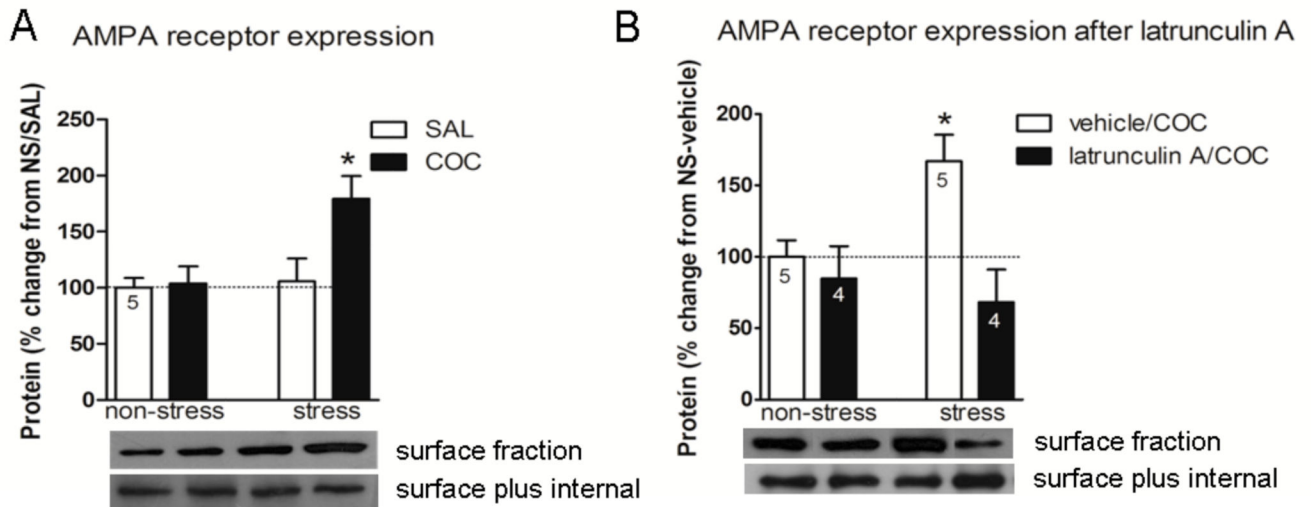 A
AMPA receptor expression
Protein (% change from NS/SAL)
250
200
150
100
50
0
SAL
COC
*
5
non-stress
stress
surface fraction
surface plus internal
B
AMPA receptor expression after latrunculin A
Protein (% change from NS-vehicle)
200
150
100
50
0
vehicle/COC
latrunculin A/COC
*
5
4
5
4
non-stress
stress
surface fraction
surface plus internal